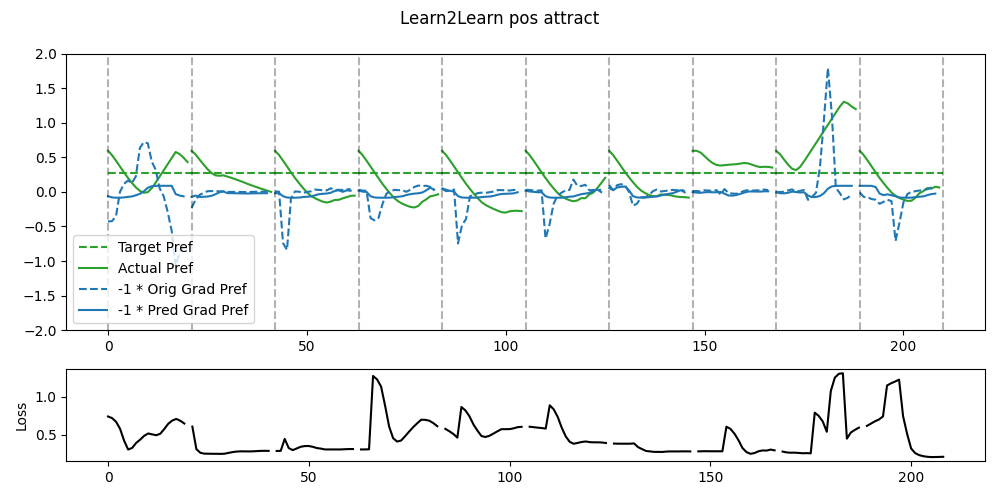 Learn2Learn pos attract
2.0
1.5
1.0
0.5
0.0
−0.5
−1.0
−1.5
−2.0
Target Pref
Actual Pref
-1 * Orig Grad Pref
-1 * Pred Grad Pref
0 50 100 150 200
Loss
1.0
0.5
0 50 100 150 200